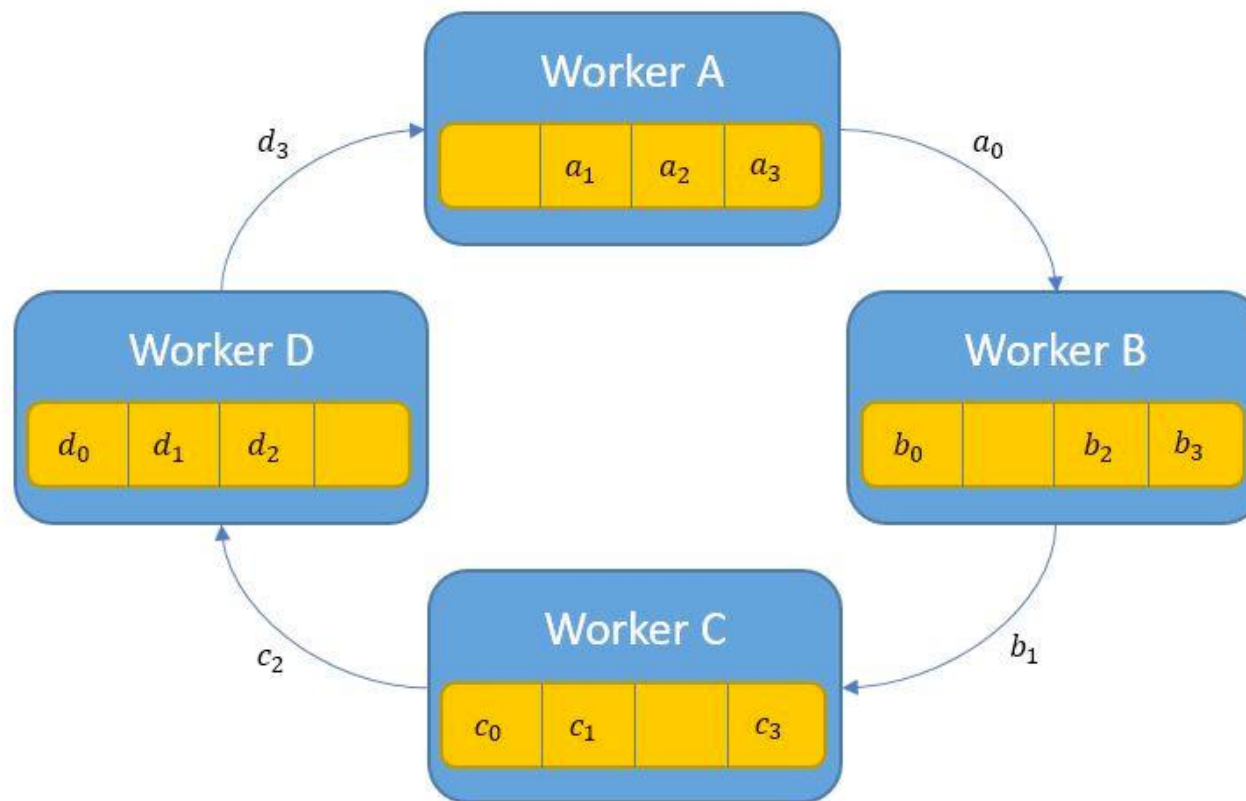 Worker A
d₃
a₀
a₁ a₂ a₃
Worker D
Worker B
d₀ d₁ d₂
b₀ b₂ b₃
Worker C
c₂
b₁
c₀ c₁ c₃